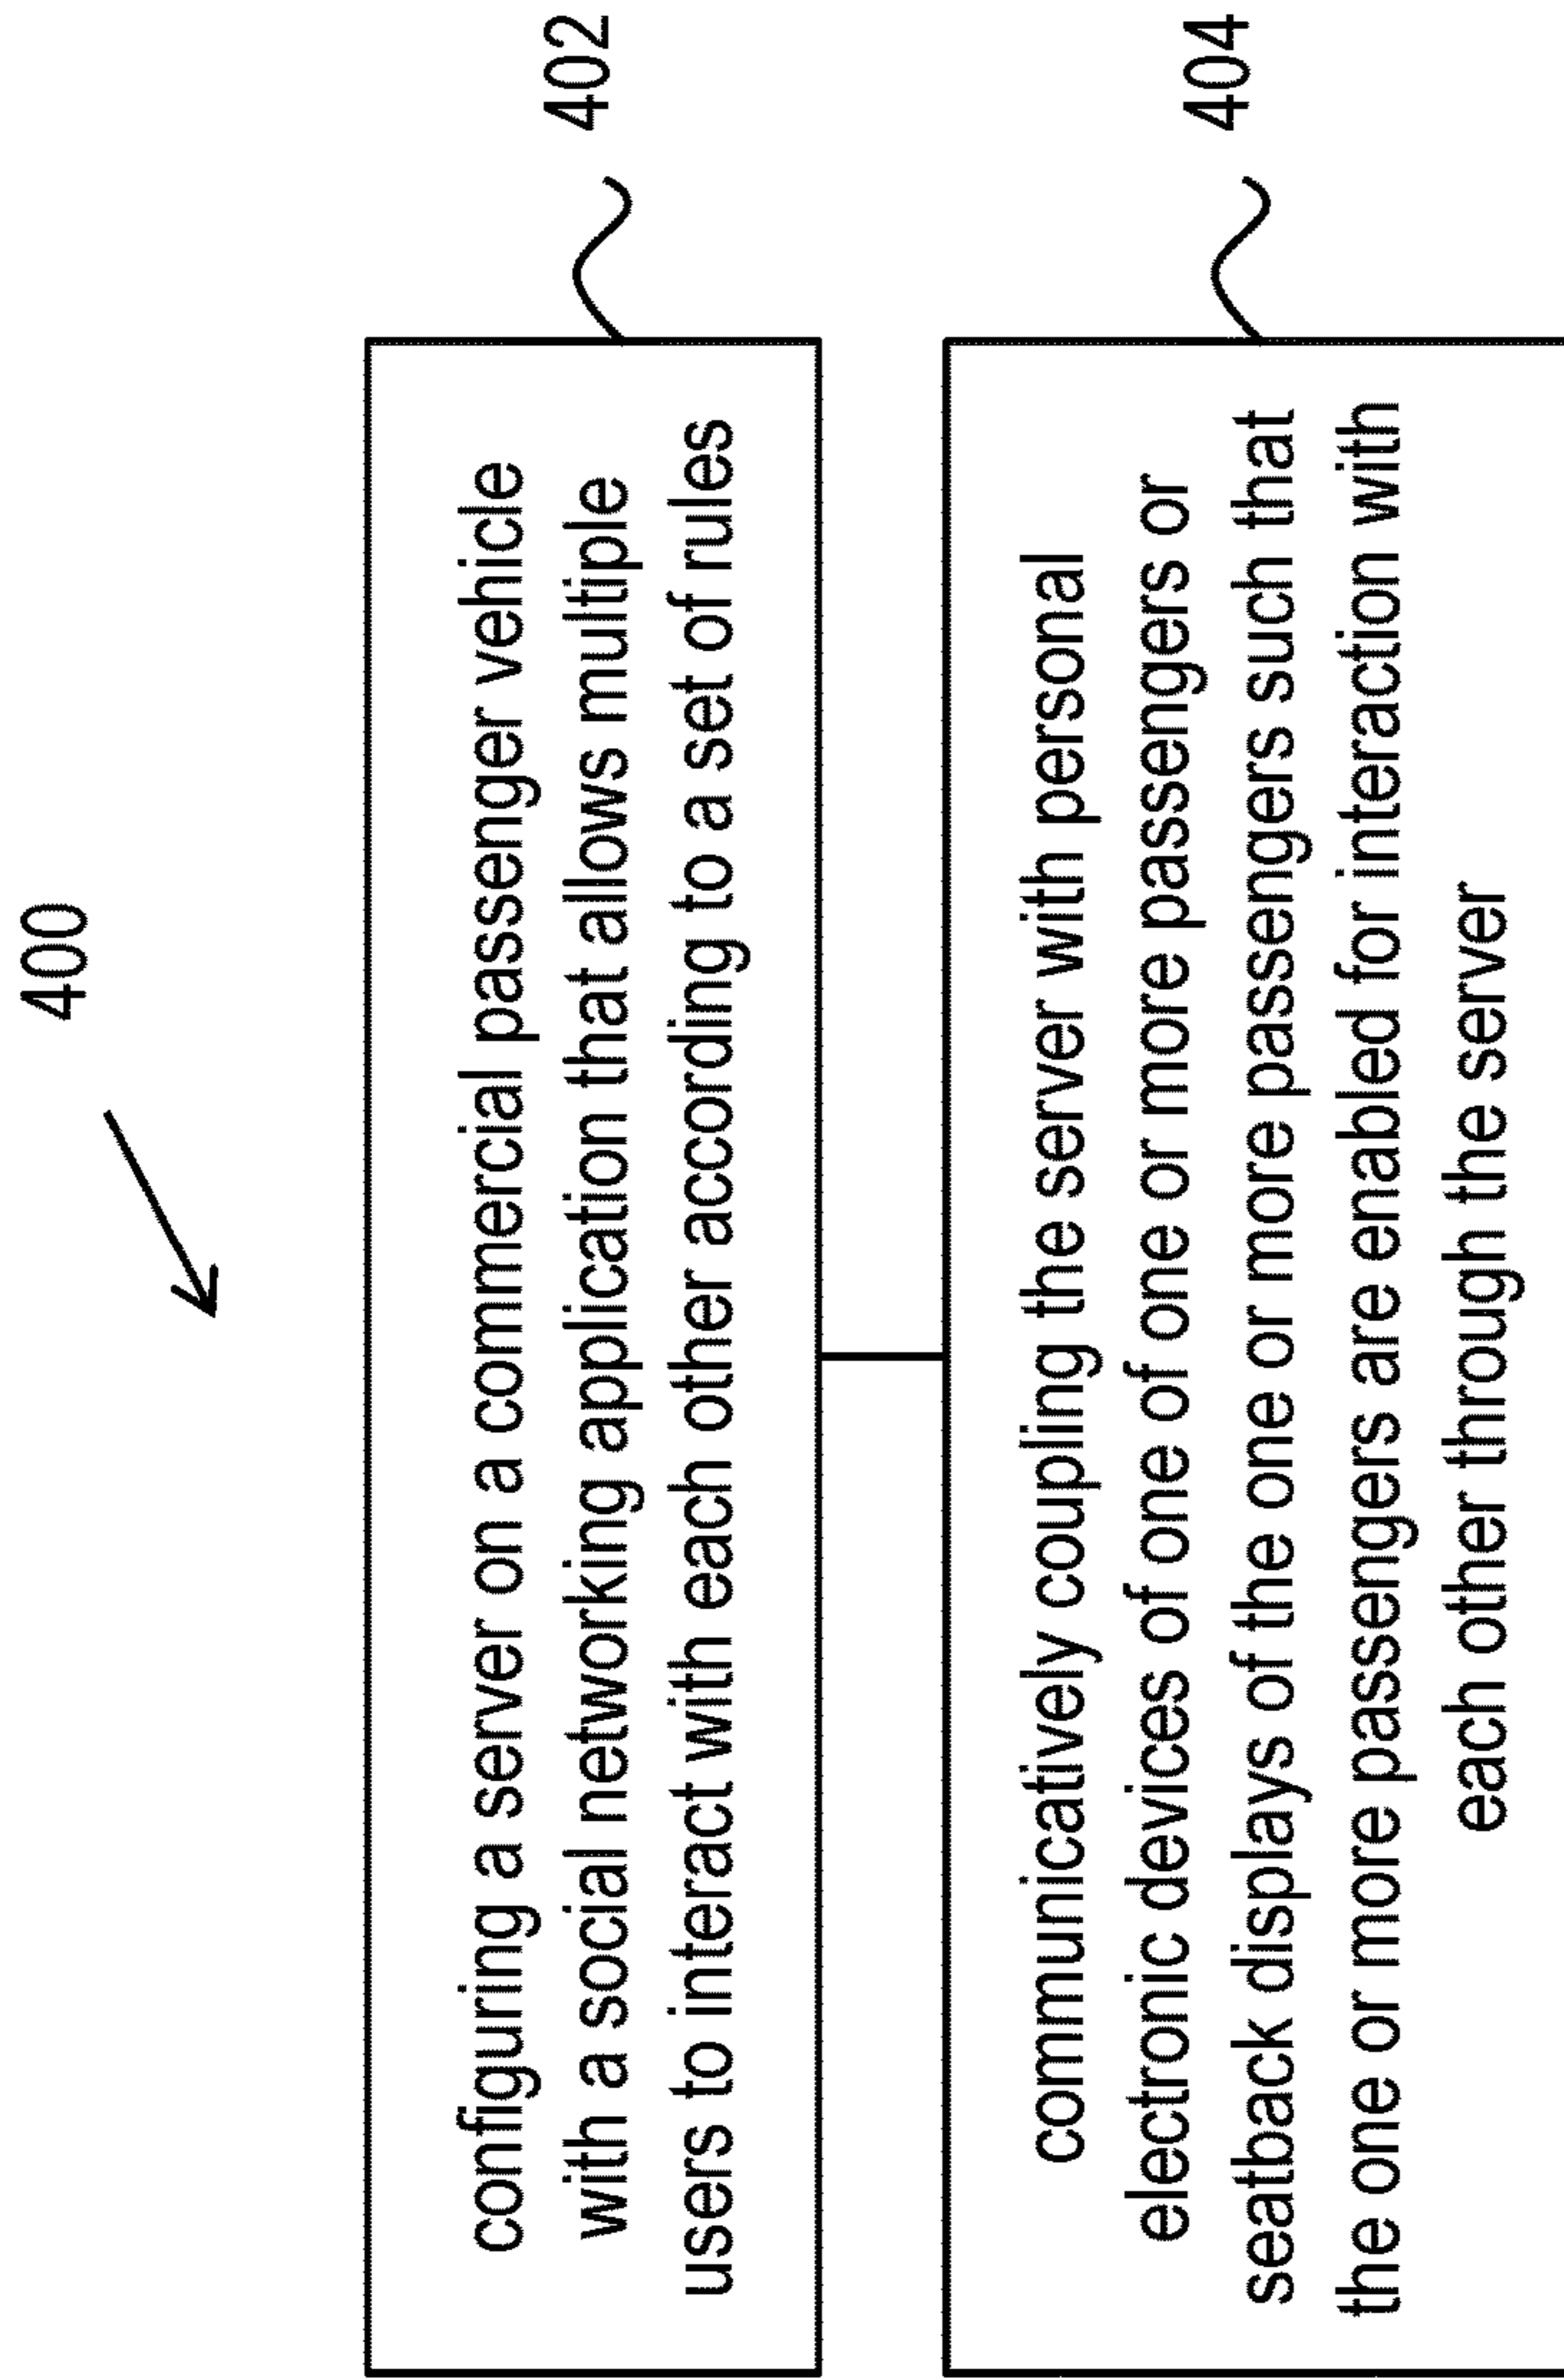 400
configuring a server on a commercial passenger vehicle
with a social networking application that allows multiple
users to interact with each other according to a set of rules
402
communicatively coupling the server with personal
electronic devices of one of one or more passengers or
seatback displays of the one or more passengers such that
the one or more passengers are enabled for interaction with
each other through the server
404